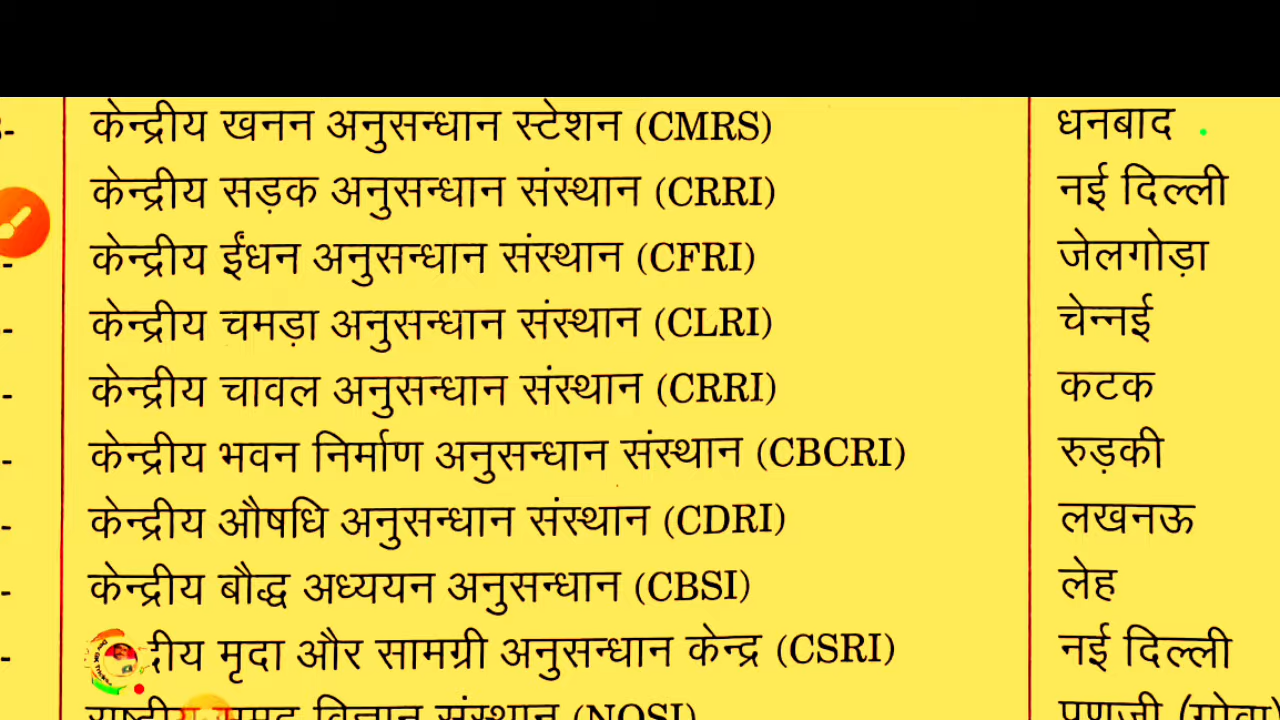 केन्द्रीय खनन अनुसन्धान स्टेशन (CMRS) धनबाद
केन्द्रीय सड़क अनुसन्धान संस्थान (CRRI) नई दिल्ली
केन्द्रीय ईंधन अनुसन्धान संस्थान (CFRI) जेलगोड़ा
केन्द्रीय चमड़ा अनुसन्धान संस्थान (CLRI) चेन्नई
केन्द्रीय चावल अनुसन्धान संस्थान (CRRI) कटक
केन्द्रीय भवन निर्माण अनुसन्धान संस्थान (CBCRI) रुड़की
केन्द्रीय औषधि अनुसन्धान संस्थान (CDRI) लखनऊ
केन्द्रीय बौद्ध अध्ययन अनुसन्धान (CBSI) लेह
मृदा और सामग्री अनुसन्धान केन्द्र (CSRI) नई दिल्ली